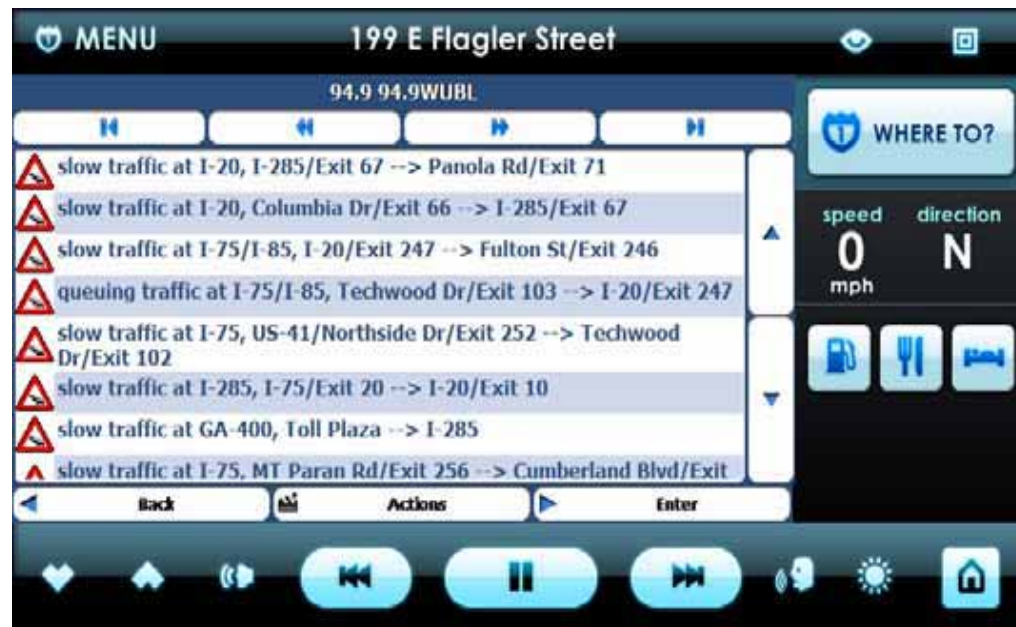 MENU
199 E Flagler Street
94.9 94.9WUBL
1 WHERE TO?
slow traffic at I-20, I-285/Exit 67 --> Panola Rd/Exit 71
slow traffic at I-20, Columbia Dr/Exit 66 --> I-285/Exit 67
slow traffic at I-75/I-85, I-20/Exit 247 --> Fulton St/Exit 246
queuing traffic at I-75/I-85, Techwood Dr/Exit 103 --> I-20/Exit 247
slow traffic at I-75, US-41/Northside Dr/Exit 252 --> Techwood
Dr/Exit 102
slow traffic at I-285, I-75/Exit 20 --> I-20/Exit 10
slow traffic at GA-400, Toll Plaza --> I-285
slow traffic at I-75, MT Paran Rd/Exit 256 --> Cumberland Blvd/Exit
speed direction
0 N
mph
Back Actions Enter